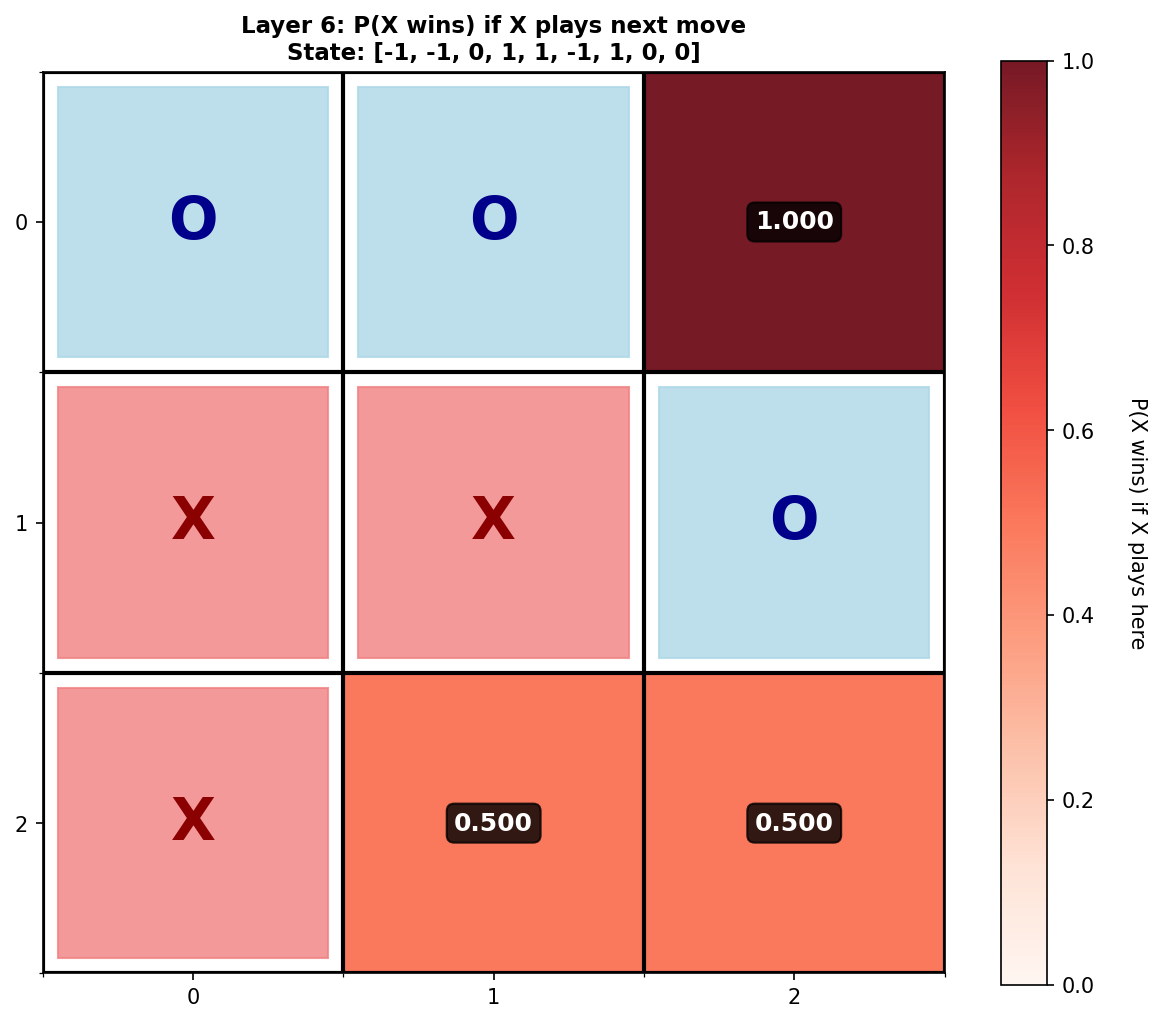 Layer 6: P(X wins) if X plays next move
State: [-1, -1, 0, 1, 1, -1, 1, 0, 0]
0
O
O
1.000
1
X
X
O
2
X
0.500
0.500
0
1
2
1.0
0.8
0.6
0.4
0.2
0.0
P(X wins) if X plays here